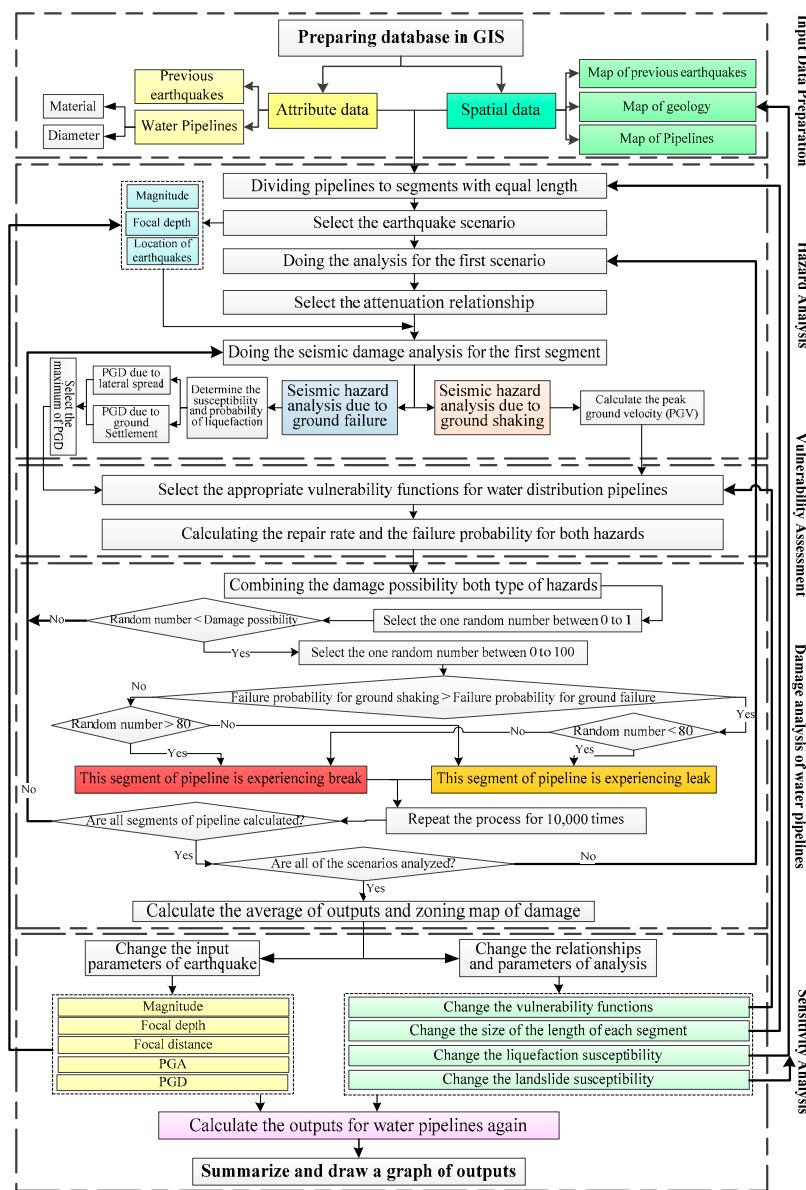 Preparing database in GIS
Previous
earthquakes
Material
Water Pipelines
Diameter
Attribute data
Spatial data
Map of previous earthquakes
Map of geology
Map of Pipelines
Input Data Preparation
Dividing pipelines to segments with equal length
Magnitude
Focal depth
Location of
earthquakes
Select the earthquake scenario
Doing the analysis for the first scenario
Select the attenuation relationship
Doing the seismic damage analysis for the first segment
Hazard Analysis
Select the
maximum of PGD
PGD due to
lateral spread
PGD due to
ground
Settlement
Determine the
susceptibility
and probability
of liquefaction
Seismic hazard
analysis due to
ground failure
Seismic hazard
analysis due to
ground shaking
Calculate the peak
ground velocity (PGV)
Select the appropriate vulnerability functions for water distribution pipelines
Calculating the repair rate and the failure probability for both hazards
Vulnerability Assessment
Combining the damage possibility both type of hazards
No
Random number < Damage possibility
Select the one random number between 0 to 1
Yes
Select the one random number between 0 to 100
No
Failure probability for ground shaking > Failure probability for ground failure
Yes
Random number > 80
No
No
Random number < 80
Yes
Yes
This segment of pipeline is experiencing break
This segment of pipeline is experiencing leak
No
Are all segments of pipeline calculated?
Repeat the process for 10,000 times
Yes
Are all of the scenarios analyzed?
No
Yes
Calculate the average of outputs and zoning map of damage
Damage analysis of water pipelines
Change the input
parameters of earthquake
Change the relationships
and parameters of analysis
Magnitude
Focal depth
Focal distance
PGA
PGD
Change the vulnerability functions
Change the size of the length of each segment
Change the liquefaction susceptibility
Change the landslide susceptibility
Calculate the outputs for water pipelines again
Summarize and draw a graph of outputs
Sensitivity Analysis